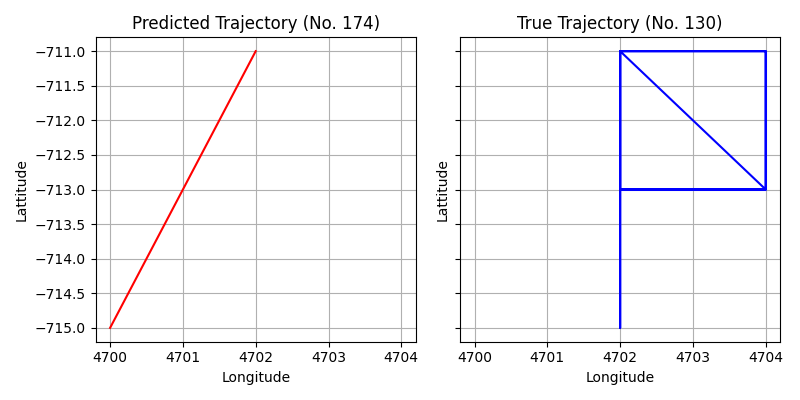 Predicted Trajectory (No. 174)
True Trajectory (No. 130)
Lattitude
−711.0
−711.5
−712.0
−712.5
−713.0
−713.5
−714.0
−714.5
−715.0
4700 4701 4702 4703 4704
Longitude
Lattitude
4700 4701 4702 4703 4704
Longitude